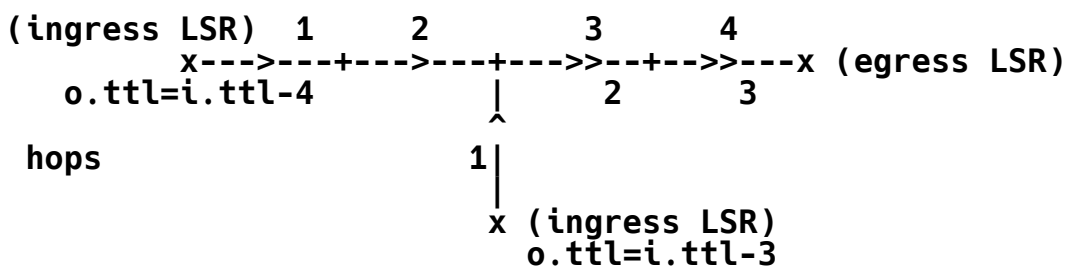 (ingress LSR)  1      2        3      4
         x--->---+--->---+--->>--+-->>---x (egress LSR)
   o.ttl=i.ttl-4         |     2      3
                         ^
 hops                   1|
                         |
                         x (ingress LSR)
                           o.ttl=i.ttl-3